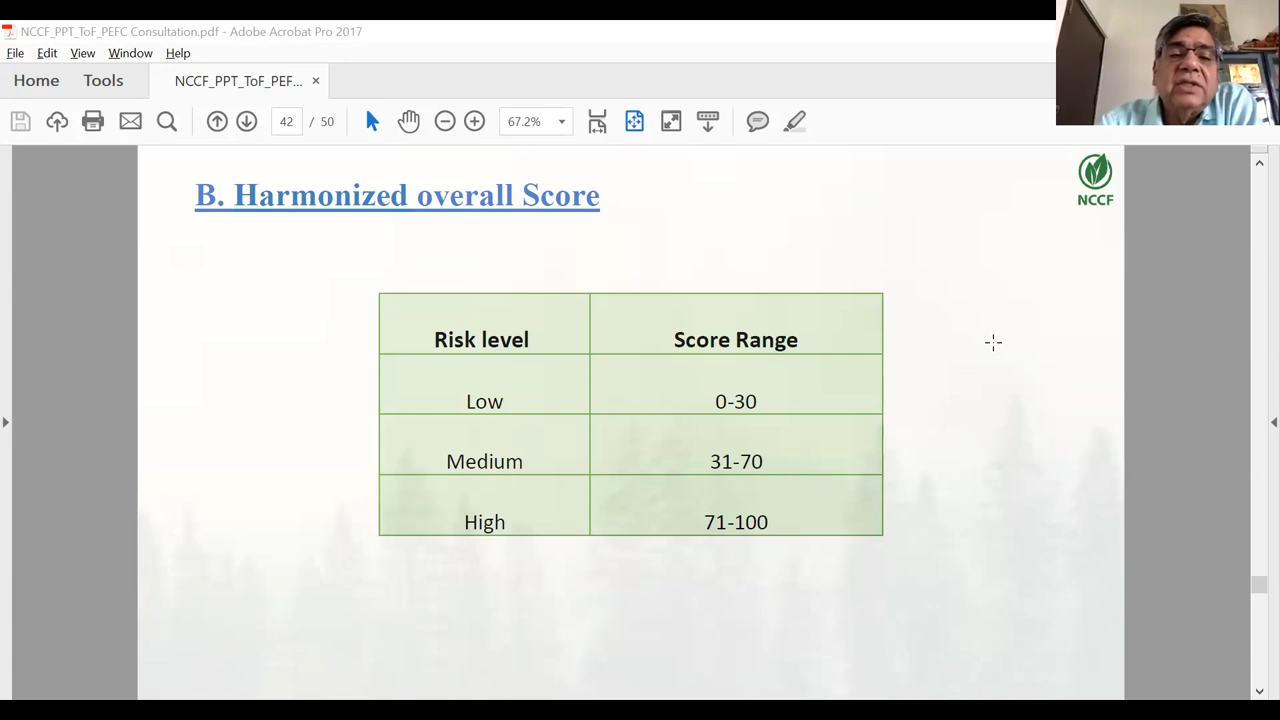 NCCF_PPT_ToF_PEFC Consultation.pdf - Adobe Acrobat Pro 2017
File Edit View Window Help
Home Tools NCCF_PPT_ToF_PEF... ×
42 / 50 67.2%
B. Harmonized overall Score
NCCF
Risk level Score Range
Low 0-30
Medium 31-70
High 71-100